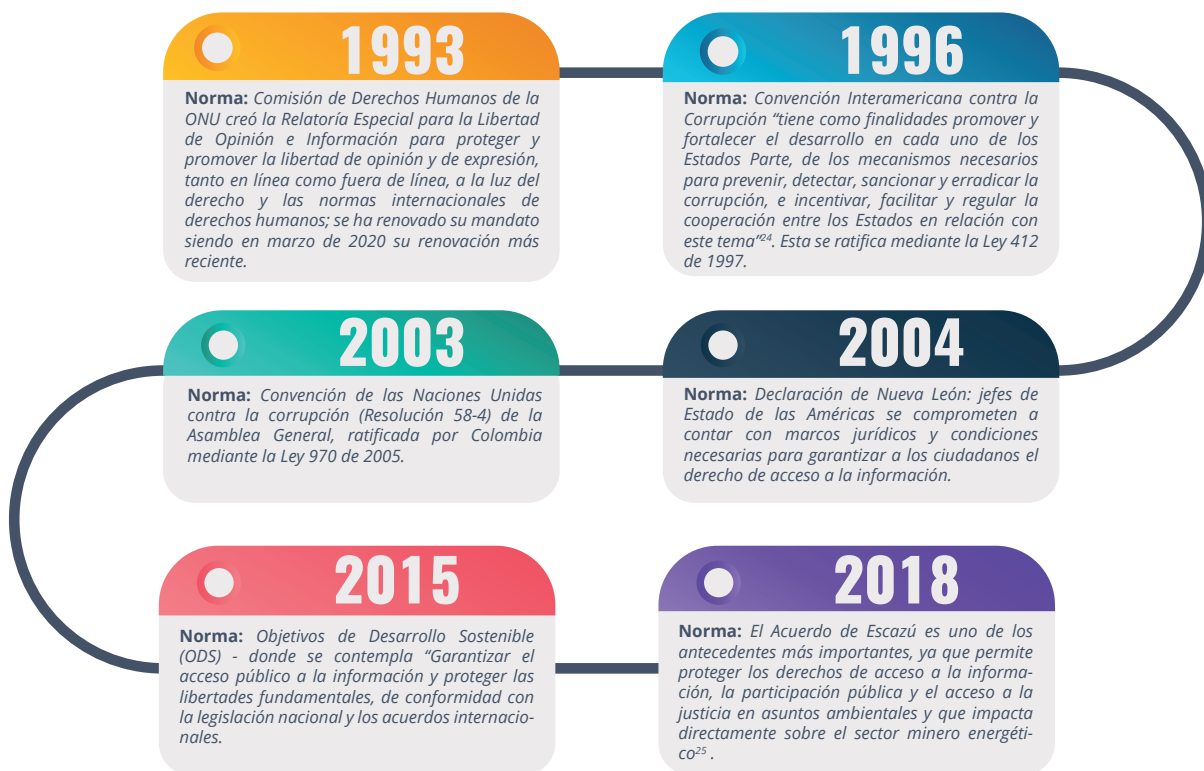 1993
Norma: Comisión de Derechos Humanos de la
ONU creó la Relatoría Especial para la Libertad
de Opinión e Información para proteger y
promover la libertad de opinión y de expresión,
tanto en línea como fuera de línea, a la luz del
derecho y las normas internacionales de
derechos humanos; se ha renovado su mandato
siendo en marzo de 2020 su renovación más
reciente.
1996
Norma: Convención Interamericana contra la
Corrupción “tiene como finalidades promover y
fortalecer el desarrollo en cada uno de los
Estados Parte, de los mecanismos necesarios
para prevenir, detectar, sancionar y erradicar la
corrupción, e incentivar, facilitar y regular la
cooperación entre los Estados en relación con
este tema”24. Esta se ratifica mediante la Ley 412
de 1997.
2003
Norma: Convención de las Naciones Unidas
contra la corrupción (Resolución 58-4) de la
Asamblea General, ratificada por Colombia
mediante la Ley 970 de 2005.
2004
Norma: Declaración de Nueva León: jefes de
Estado de las Américas se comprometen a
contar con marcos jurídicos y condiciones
necesarias para garantizar a los ciudadanos el
derecho de acceso a la información.
2015
Norma: Objetivos de Desarrollo Sostenible
(ODS) - donde se contempla “Garantizar el
acceso público a la información y proteger las
libertades fundamentales, de conformidad con
la legislación nacional y los acuerdos internacio-
nales.
2018
Norma: El Acuerdo de Escazú es uno de los
antecedentes más importantes, ya que permite
proteger los derechos de acceso a la informa-
ción, la participación pública y el acceso a la
justicia en asuntos ambientales y que impacta
directamente sobre el sector minero energéti-
co25 .